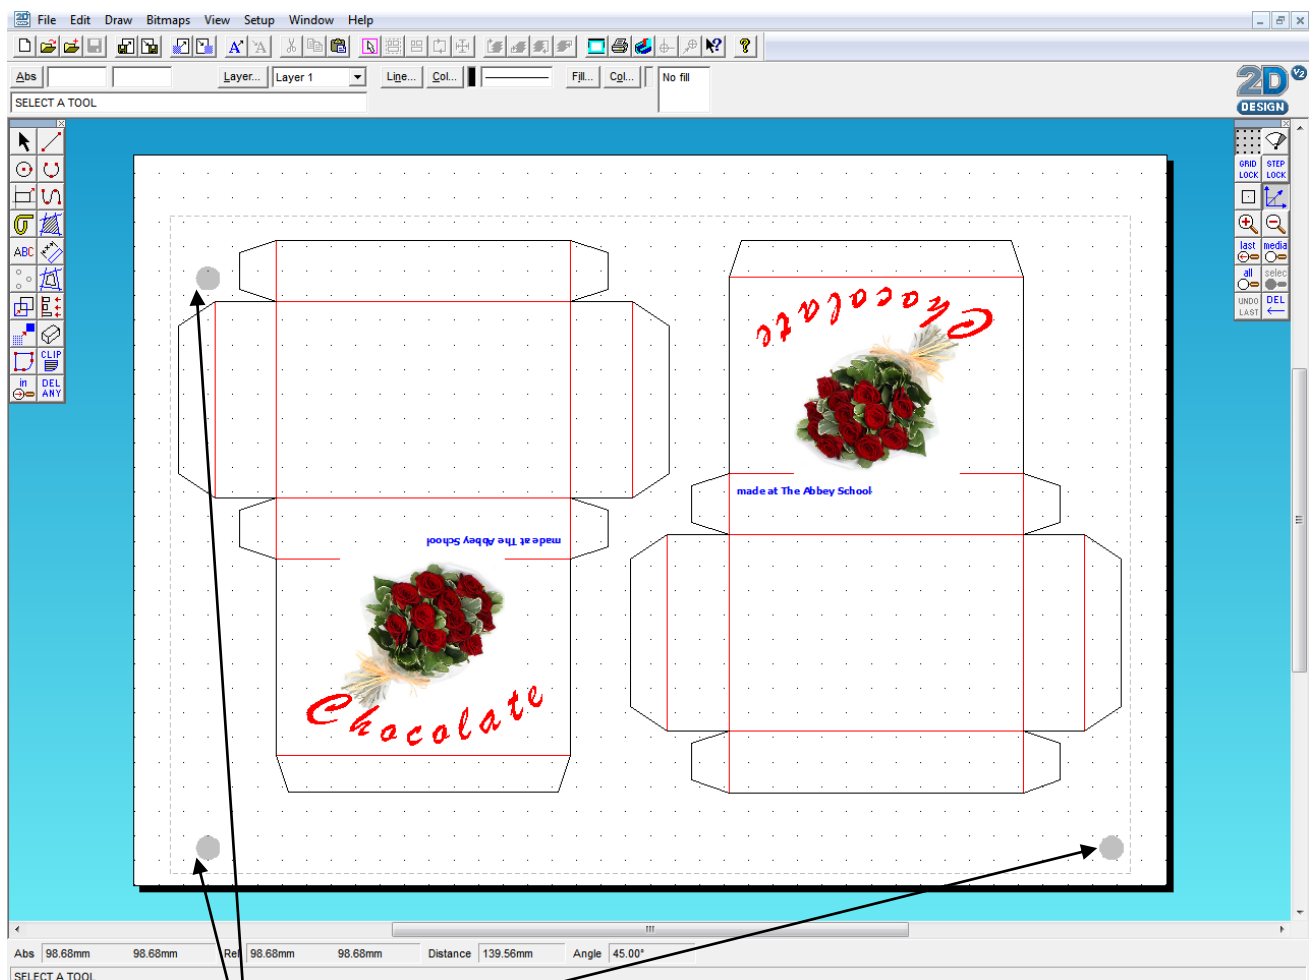 File Edit Draw Bitmaps View Setup Window Help
Abs Layer... Layer 1 Line... Col... Fill... Col... No fill
2D V2
DESIGN
SELECT A TOOL
GRID LOCK STEP LOCK
ABC
last media
all selec
UNDO LAST DEL
CLIP
in DEL ANY
Chocolate
made at The Abbey School
made at The Abbey School
Chocolate
Abs 98.68mm 98.68mm Rel 98.68mm 98.68mm Distance 139.56mm Angle 45.00°
SELECT A TOOL